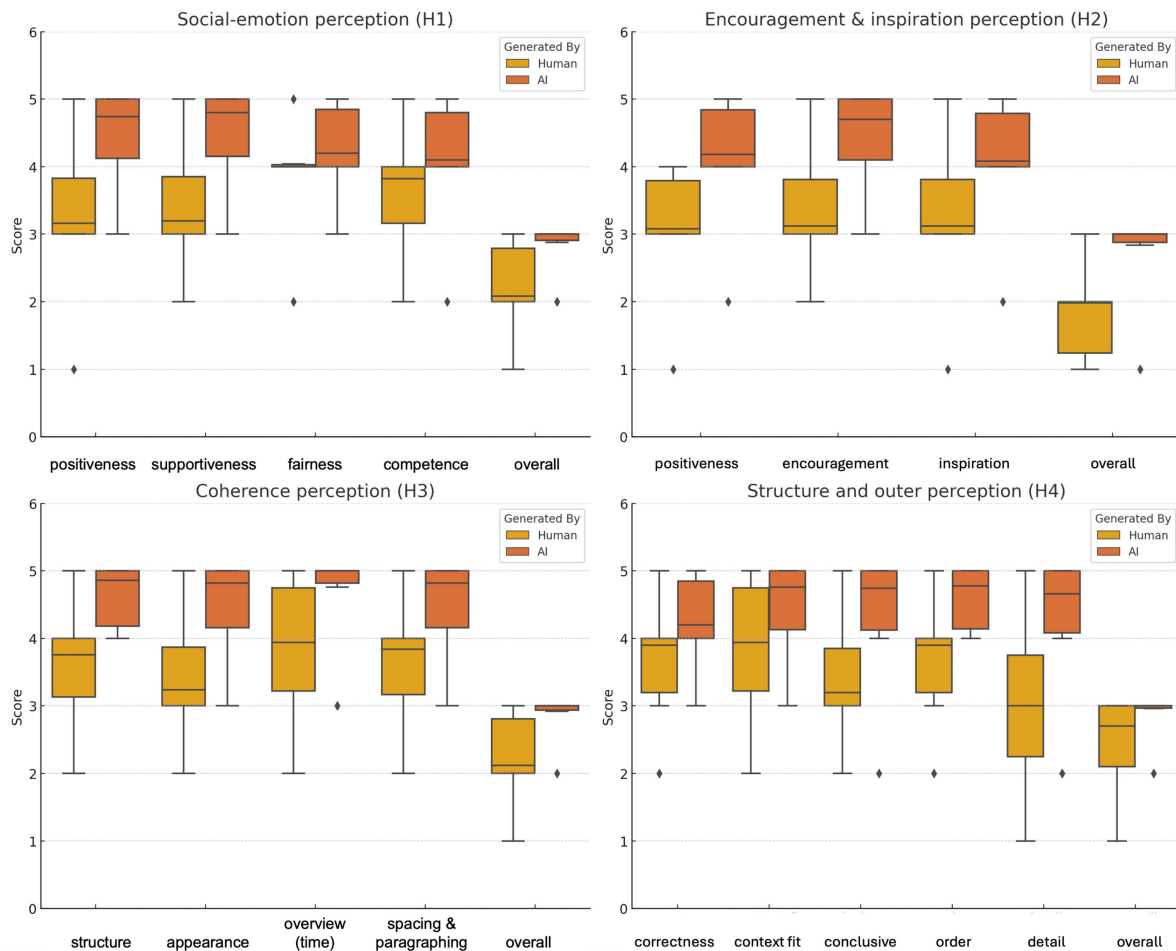 Social-emotion perception (H1)
Generated By
Human
AI
6
5
4
3
2
1
0
Score
positiveness supportiveness fairness competence overall
Encouragement & inspiration perception (H2)
Generated By
Human
AI
6
5
4
3
2
1
0
Score
positiveness encouragement inspiration overall
Coherence perception (H3)
Generated By
Human
AI
6
5
4
3
2
1
0
Score
structure appearance overview (time) spacing & paragraphing overall
Structure and outer perception (H4)
Generated By
Human
AI
6
5
4
3
2
1
0
Score
correctness context fit conclusive order detail overall